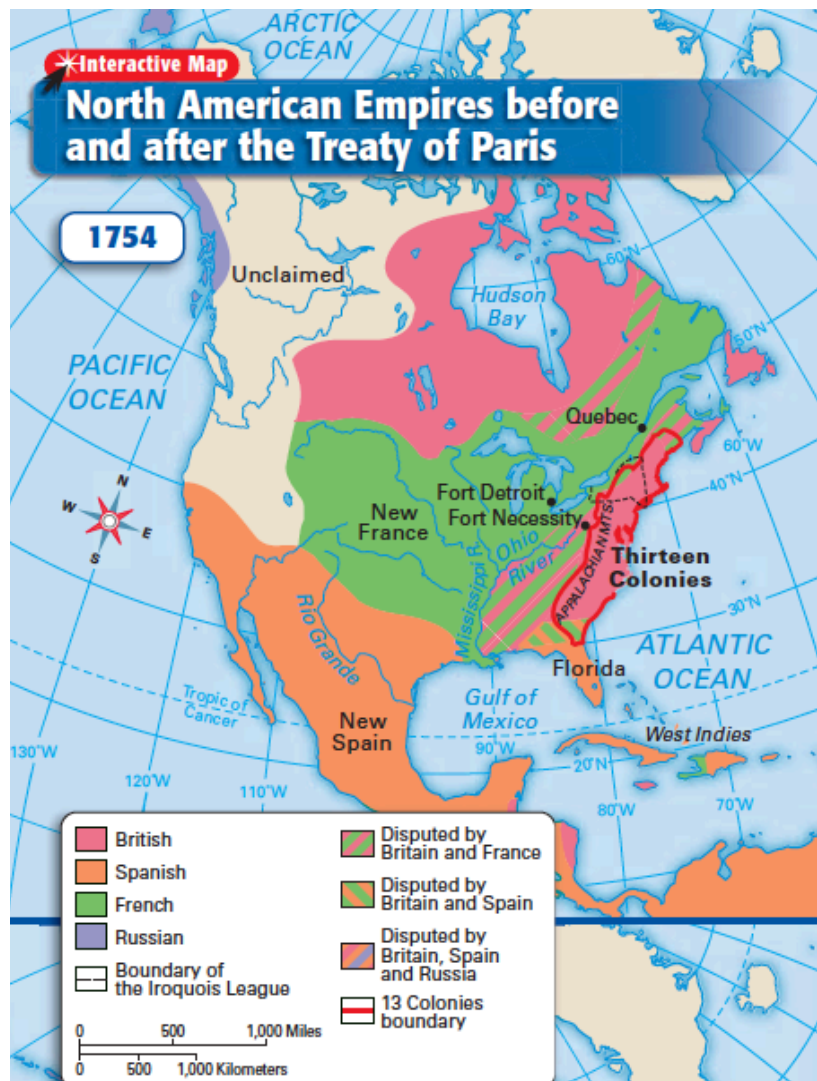 ARCTIC
OCEAN
Interactive Map
North American Empires before
and after the Treaty of Paris
1754
Unclaimed
Hudson
Bay
60°N
50°N
PACIFIC
OCEAN
Quebec
60°W
40°N
N
W
E
S
Fort Detroit
New
France
Fort Necessity
Ohio
River
Mississippi R.
APPALACHIAN MTS.
Thirteen
Colonies
30°N
Rio Grande
ATLANTIC
OCEAN
Florida
Tropic of
Cancer
Gulf of
Mexico
New
Spain
West Indies
130°W
90°W
20°N
120°W
110°W
80°W
70°W
British
Spanish
French
Russian
Boundary of
the Iroquois League
0 500 1,000 Miles
0 500 1,000 Kilometers
Disputed by
Britain and France
Disputed by
Britain and Spain
Disputed by
Britain, Spain
and Russia
13 Colonies
boundary